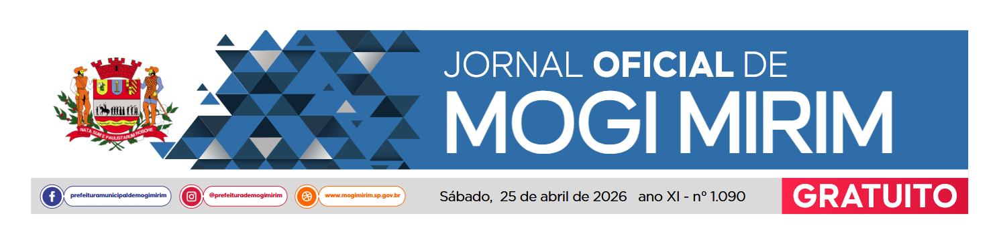 JORNAL OFICIAL DE
MOGI MIRIM
NATA SUM E PAULISTARUM ROBORE
prefeituramunicipaldemogimirim
@prefeiturademogimirim
www.mogimirim.sp.gov.br
Sábado, 25 de abril de 2026 ano XI - nº 1.090
GRATUITO